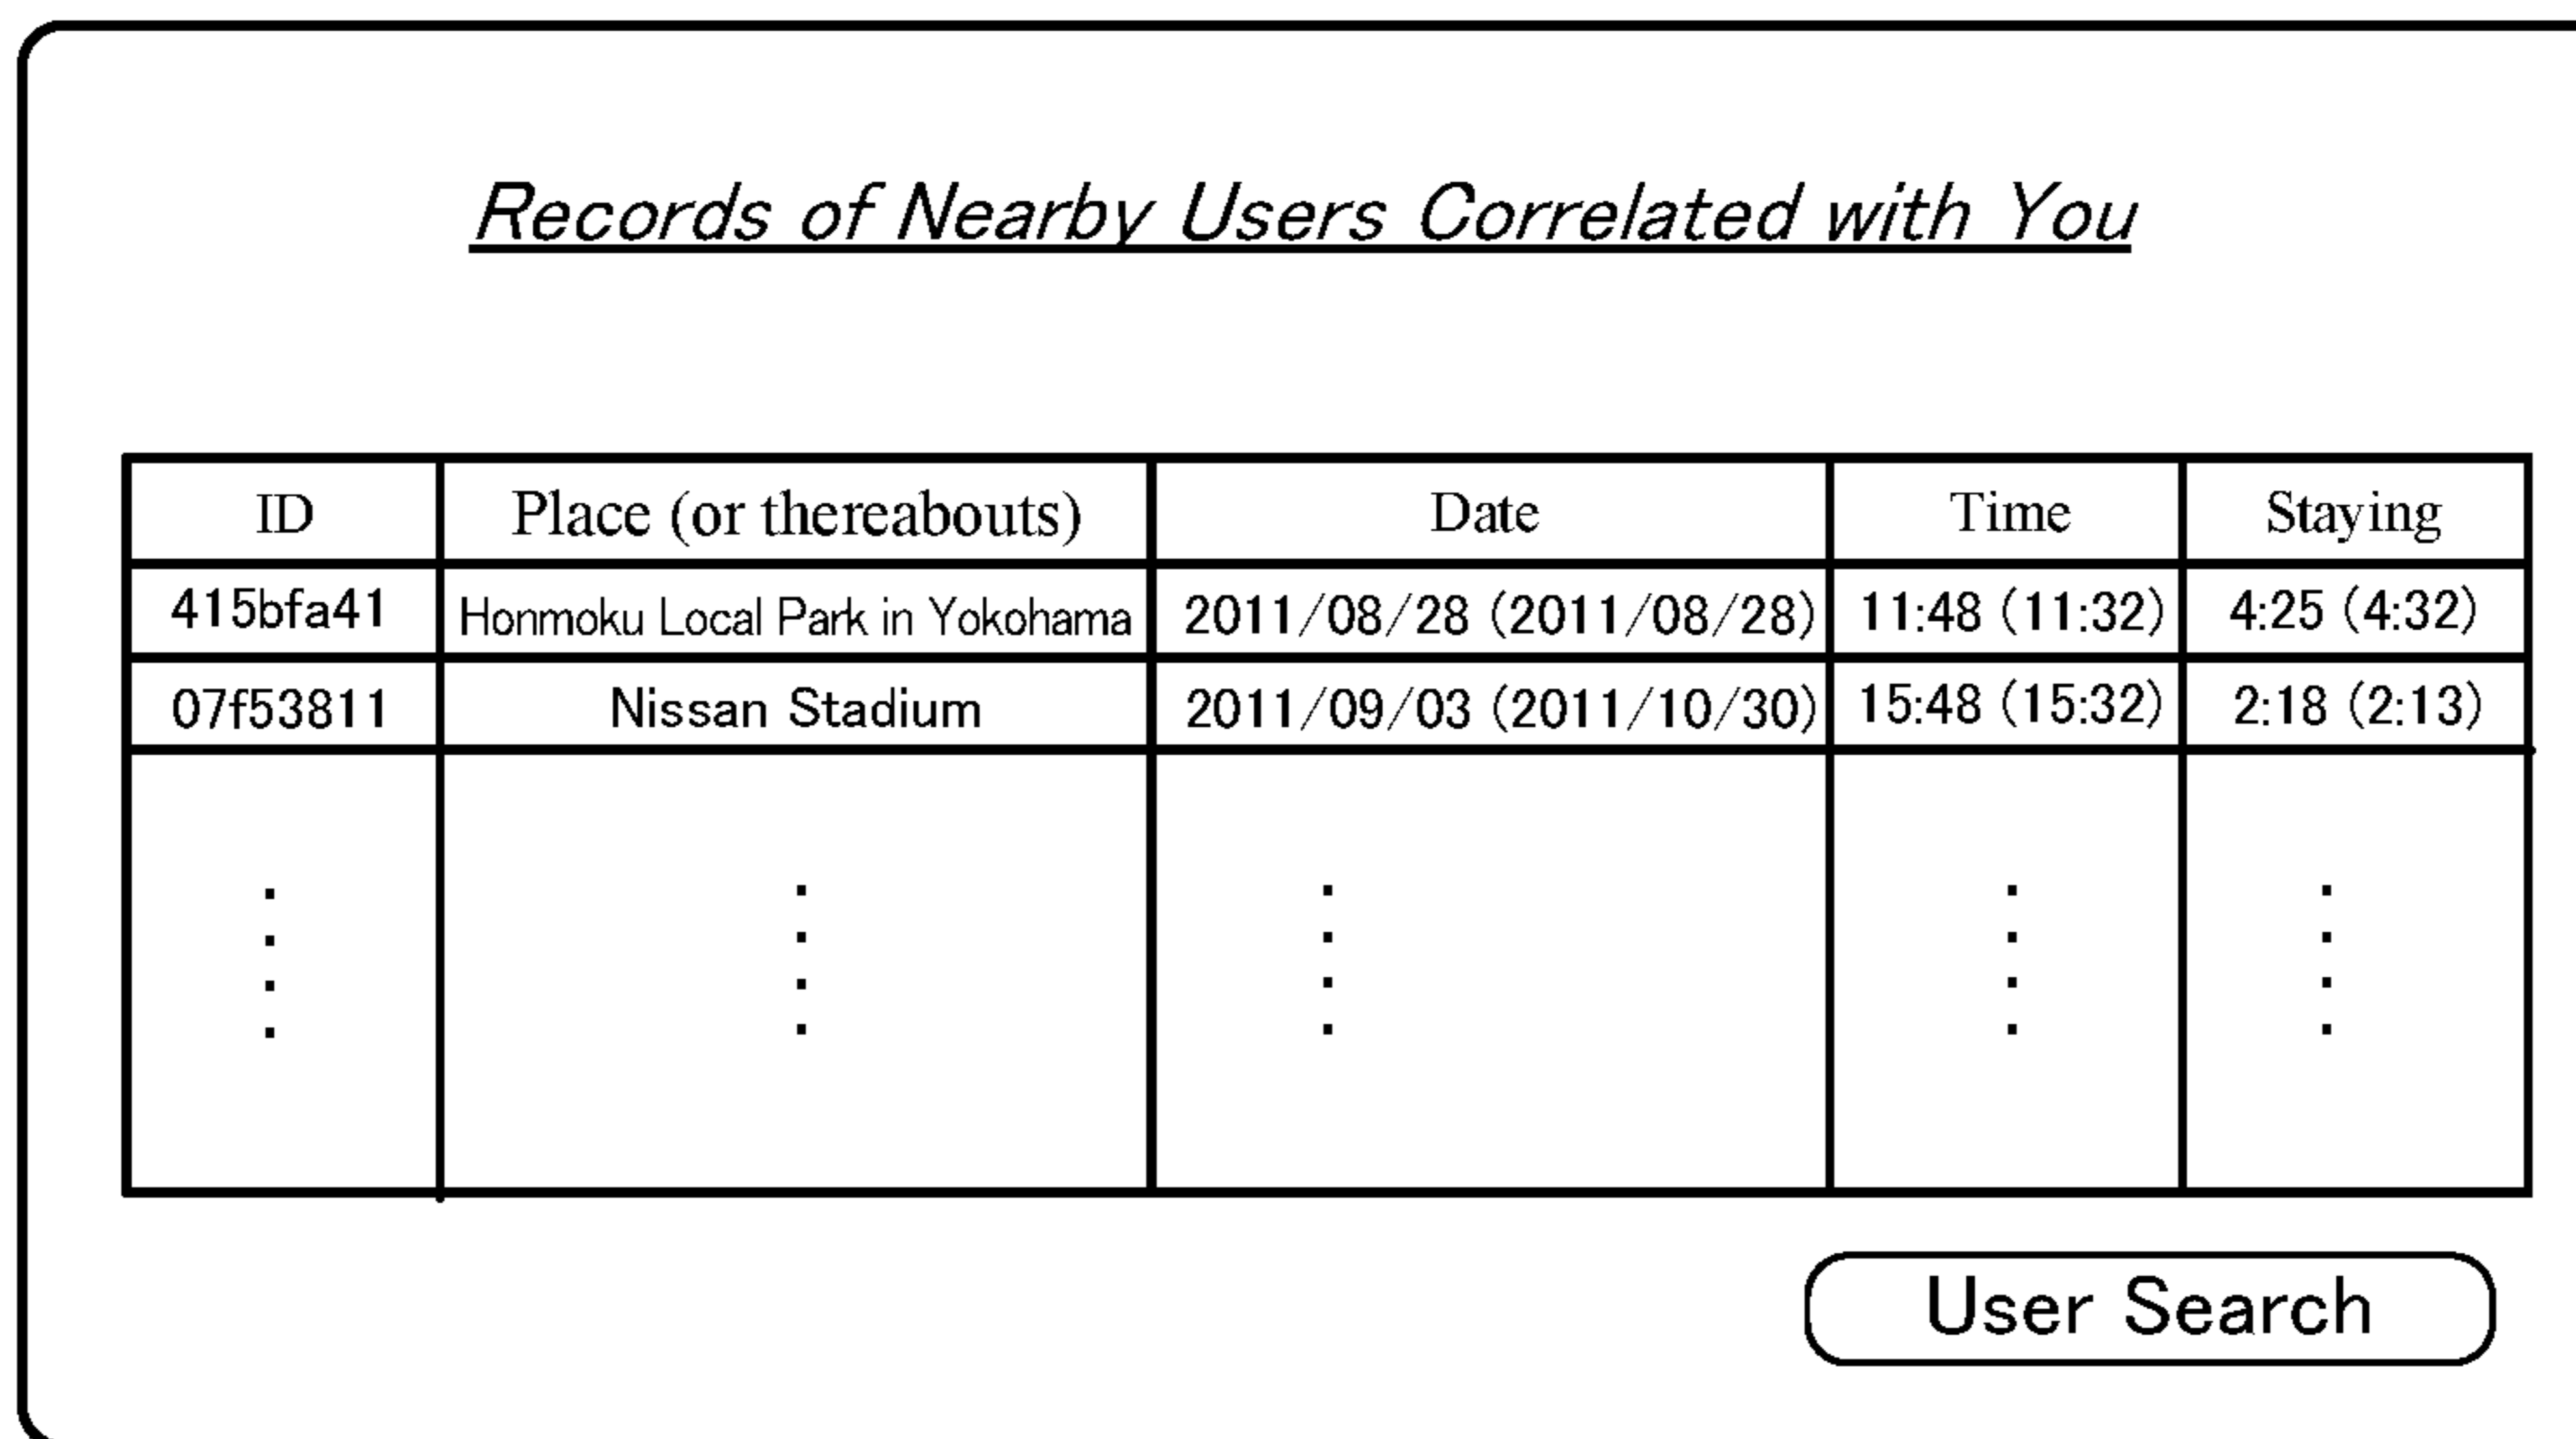 Records of Nearby Users Correlated with You
ID Place (or thereabouts) Date Time Staying
415bfa41 Honmoku Local Park in Yokohama 2011/08/28 (2011/08/28) 11:48 (11:32) 4:25 (4:32)
07f53811 Nissan Stadium 2011/09/03 (2011/10/30) 15:48 (15:32) 2:18 (2:13)
User Search